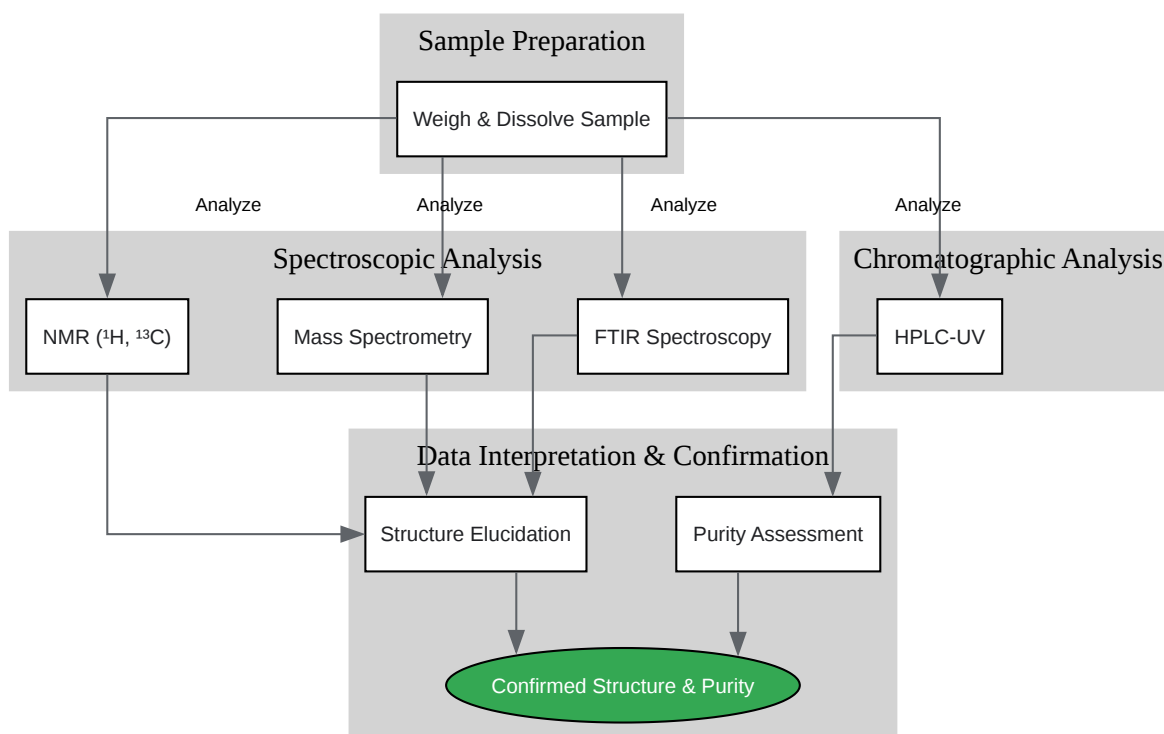 Sample Preparation
Weigh & Dissolve Sample
Analyze
Analyze
Analyze
Analyze
Spectroscopic Analysis
Chromatographic Analysis
NMR (¹H, ¹³C)
Mass Spectrometry
FTIR Spectroscopy
HPLC-UV
Data Interpretation & Confirmation
Structure Elucidation
Purity Assessment
Confirmed Structure & Purity